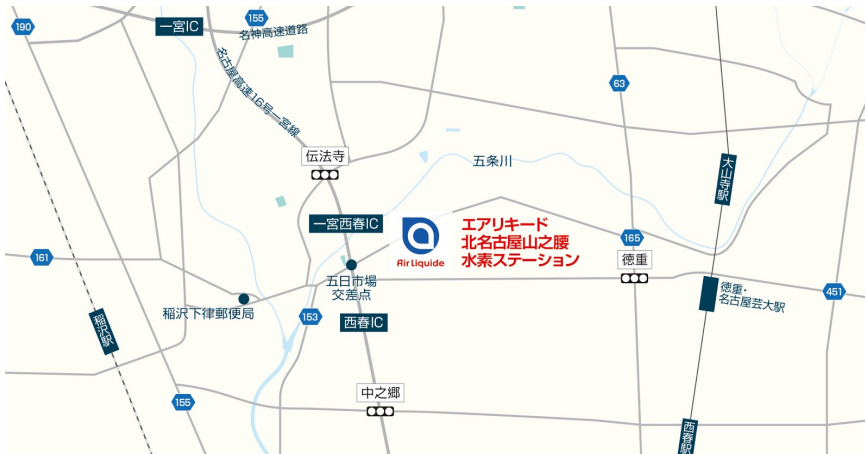 190
一宮IC
155
名神高速道路
名古屋高速16号一宮線
63
伝法寺
五条川
大山寺駅
一宮西春IC
Air Liquide
エアリキード
北名古屋山之腰
水素ステーション
165
徳重
161
五日市場
交差点
稲沢下津郵便局
153
西春IC
徳重・
名古屋芸大駅
451
稲沢駅
中之郷
155
西春駅